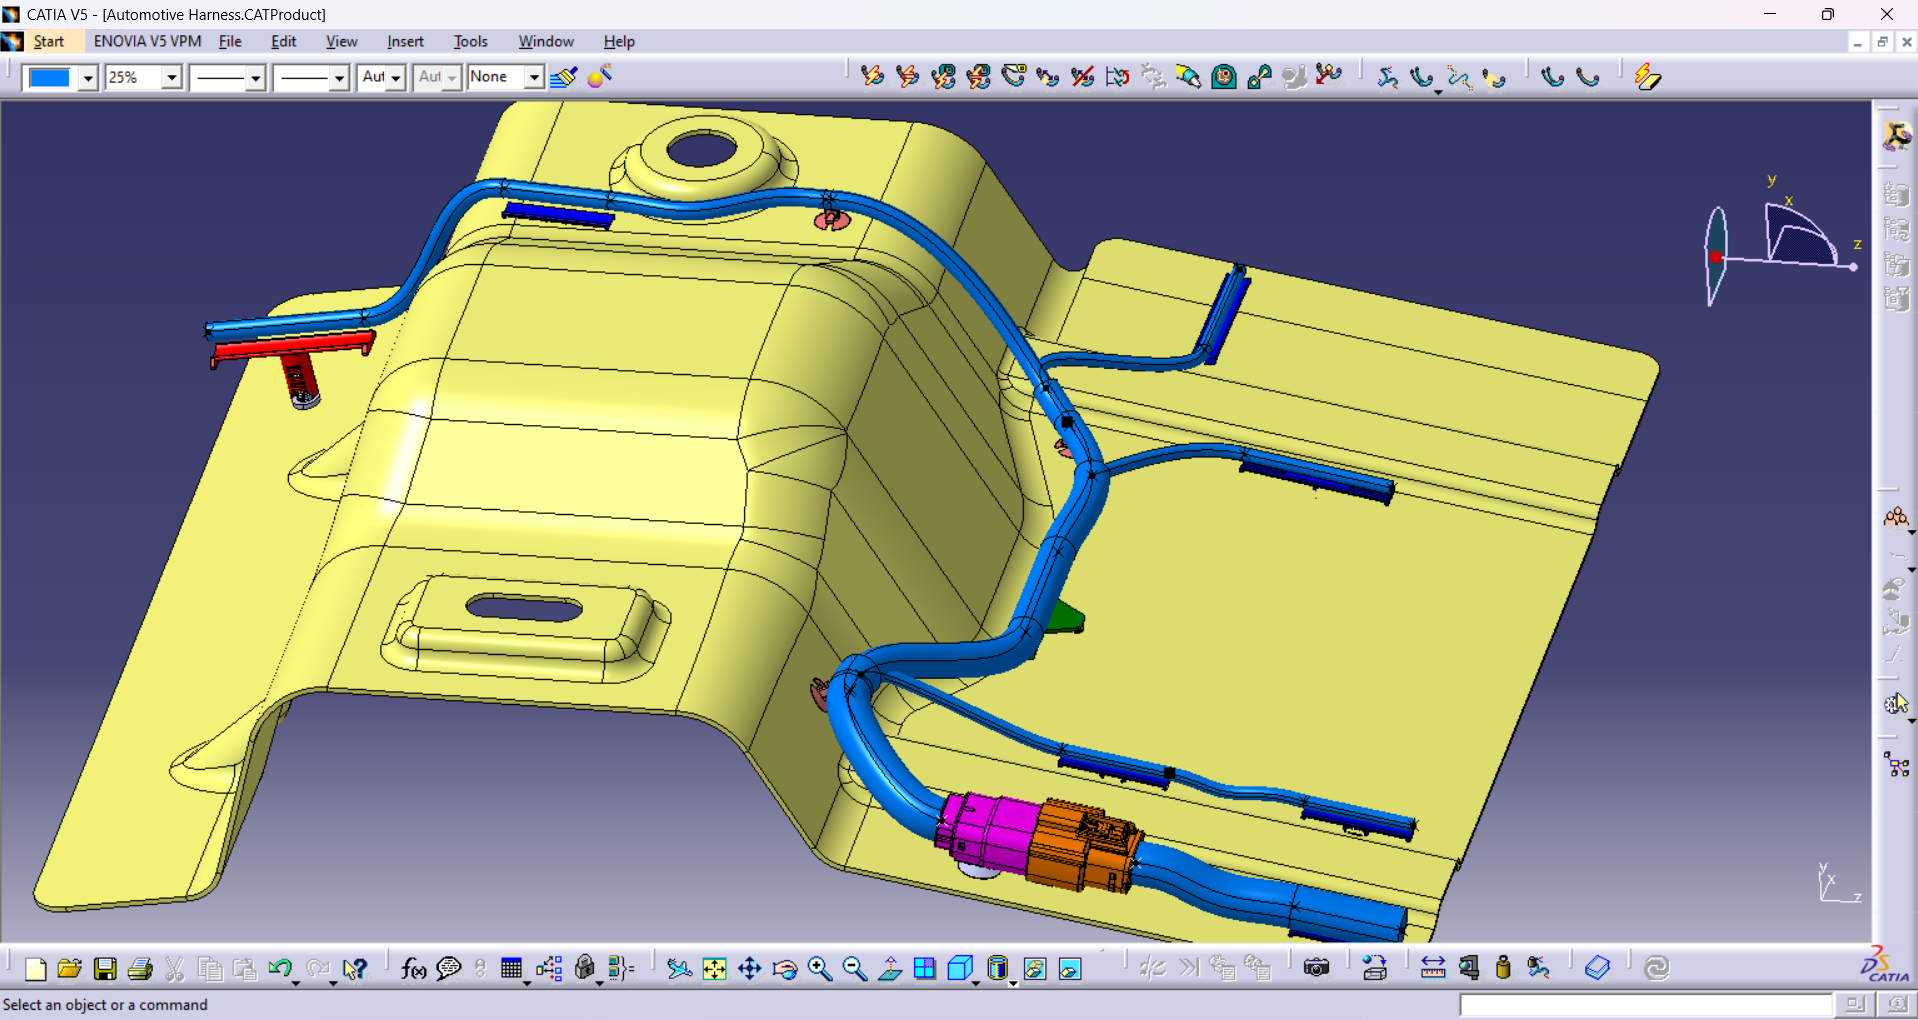 CATIA V5 - [Automotive Harness.CATProduct]
Start ENOVIA V5 VPM File Edit View Insert Tools Window Help
25% Aut Aut None
y
x
z
y
x
z
f(x)
DS CATIA
Select an object or a command